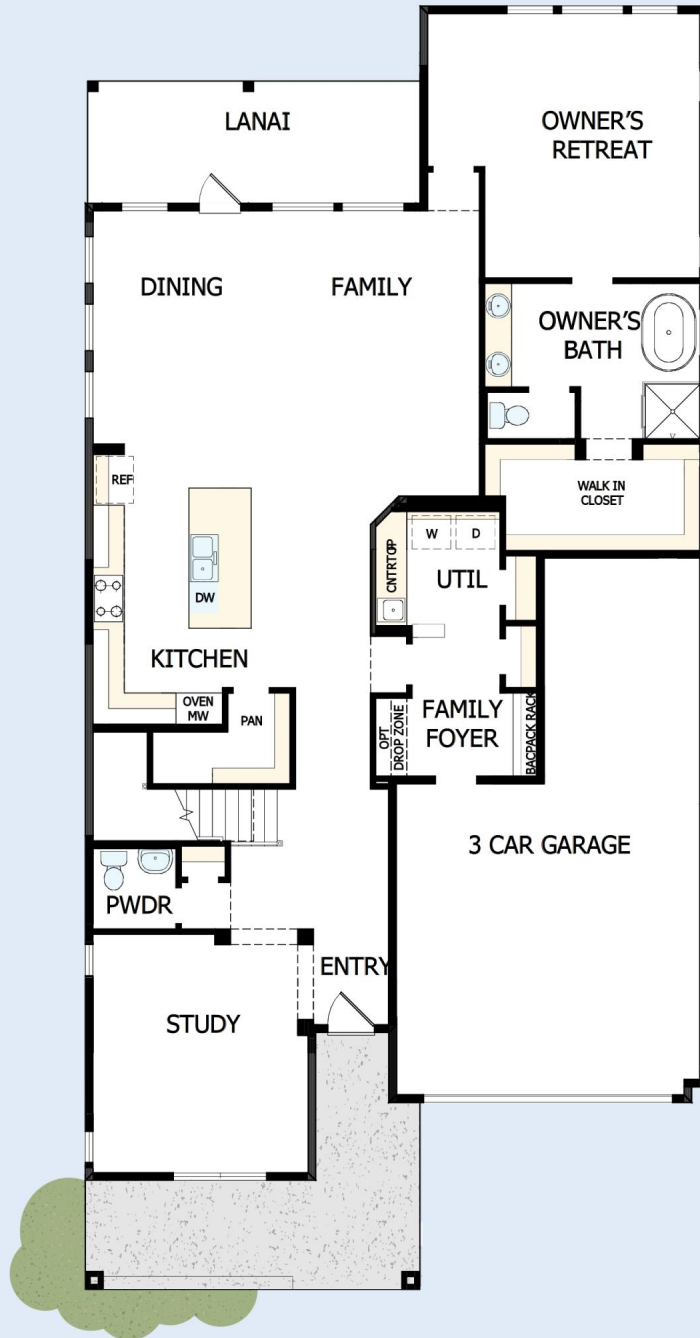 LANAI
OWNER'S
RETREAT
DINING
FAMILY
OWNER'S
BATH
REF
WALK IN
CLOSET
W
D
CNTRTOP
UTIL
DW
KITCHEN
OVEN
MW
PAN
OPT
DROP ZONE
FAMILY
FOYER
BACPACK RACK
3 CAR GARAGE
PWDR
ENTRY
STUDY